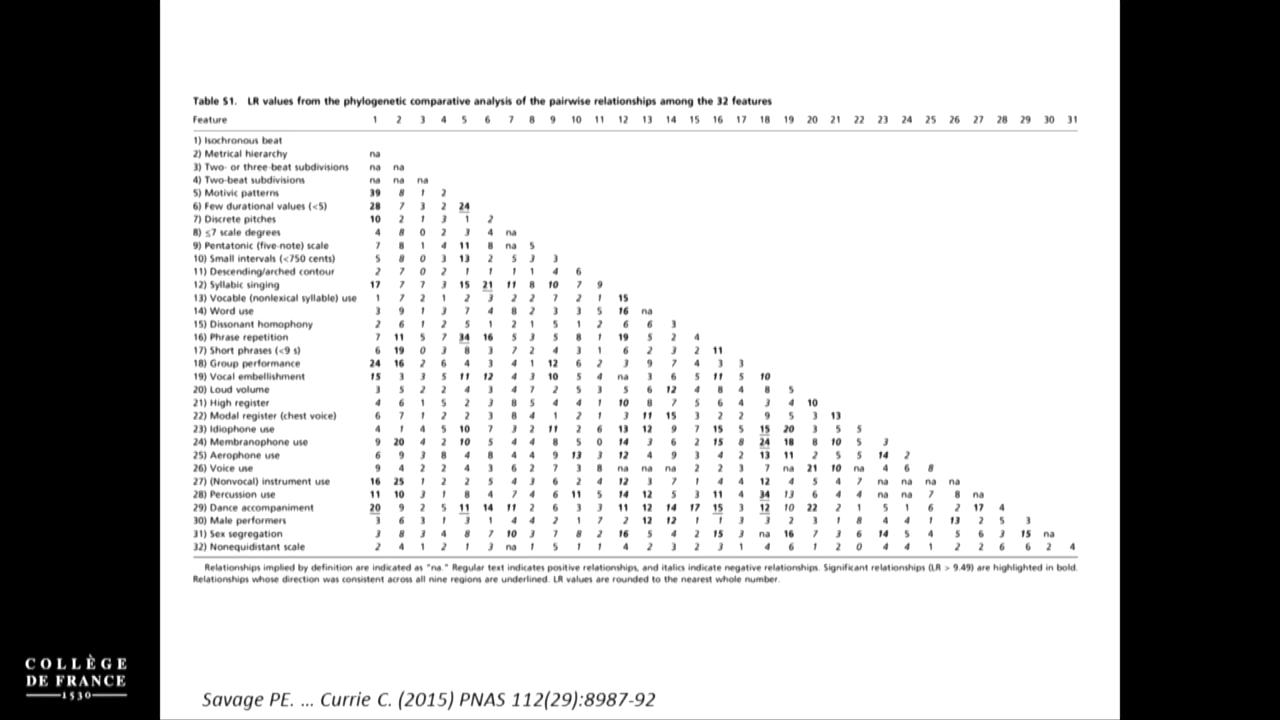 Table S1. LR values from the phylogenetic comparative analysis of the pairwise relationships among the 32 features
Feature 1 2 3 4 5 6 7 8 9 10 11 12 13 14 15 16 17 18 19 20 21 22 23 24 25 26 27 28 29 30 31
1) Isochronous beat
2) Metrical hierarchy na
3) Two- or three-beat subdivisions na na
4) Two-beat subdivisions na na na
5) Motivic patterns 39 8 1 2
6) Few durational values (<5) 28 7 3 2 24
7) Discrete pitches 10 2 1 3 1 2
8) ≤7 scale degrees 4 8 0 2 3 4 na
9) Pentatonic (five-note) scale 7 8 1 4 11 8 na 5
10) Small intervals (<750 cents) 5 8 0 3 13 2 5 3 3
11) Descending/arched contour 2 7 0 2 1 1 1 1 4 6
12) Syllabic singing 17 7 7 3 15 21 11 8 10 7 9
13) Vocable (nonlexical syllable) use 1 7 2 1 2 3 2 2 7 2 1 15
14) Word use 3 9 1 3 7 4 8 2 3 3 5 16 na
15) Dissonant homophony 2 6 1 2 5 1 2 1 5 1 2 6 6 3
16) Phrase repetition 7 11 5 7 34 16 5 3 5 8 1 19 5 2 4
17) Short phrases (<9 s) 6 19 0 3 8 3 7 2 4 3 1 6 2 3 2 11
18) Group performance 24 16 2 6 4 3 4 1 12 6 2 3 9 7 4 3 3
19) Vocal embellishment 15 3 3 5 11 12 4 3 10 5 4 na 3 6 5 11 5 10
20) Loud volume 3 5 2 2 4 3 4 7 2 5 3 5 6 12 4 8 4 8 5
21) High register 4 6 1 5 2 3 8 5 4 4 1 10 8 7 5 6 4 3 4 10
22) Modal register (chest voice) 6 7 1 2 2 3 8 4 1 2 1 3 11 15 3 2 2 9 5 3 13
23) Idiophone use 4 1 4 5 10 7 3 2 11 2 6 13 12 9 7 15 5 15 20 3 5 5
24) Membranophone use 9 20 4 2 10 5 4 4 8 5 0 14 3 6 2 15 8 24 18 8 10 5 3
25) Aerophone use 6 9 3 8 4 8 4 4 9 13 3 12 4 9 3 4 2 13 11 2 5 5 14 2
26) Voice use 9 4 2 2 4 3 6 2 7 3 8 na na na 2 2 3 7 na 21 10 na 4 6 8
27) (Nonvocal) instrument use 16 25 1 2 2 5 4 3 6 2 4 12 3 7 1 4 4 12 4 5 4 7 na na na na
28) Percussion use 11 10 3 1 8 4 7 4 6 11 5 14 12 5 3 11 4 34 13 6 4 4 na na 7 8 na
29) Dance accompaniment 20 9 2 5 11 14 11 2 6 3 3 11 12 14 17 15 3 12 10 22 2 1 5 1 6 2 17 4
30) Male performers 3 6 3 1 3 1 4 4 2 1 7 2 12 12 1 1 3 3 2 3 1 8 4 4 1 13 2 5 3
31) Sex segregation 3 8 3 4 8 7 10 3 7 8 2 16 5 4 2 15 3 na 16 7 3 6 14 5 4 5 6 3 15 na
32) Nonequidistant scale 2 4 1 2 1 3 na 1 5 1 1 4 2 3 2 3 1 4 6 1 2 0 4 4 1 2 2 6 6 2 4
Relationships implied by definition are indicated as "na." Regular text indicates positive relationships, and italics indicate negative relationships. Significant relationships (LR > 9.49) are highlighted in bold.
Relationships whose direction was consistent across all nine regions are underlined. LR values are rounded to the nearest whole number.
COLLÈGE
DE FRANCE
1530
Savage PE. ... Currie C. (2015) PNAS 112(29):8987-92